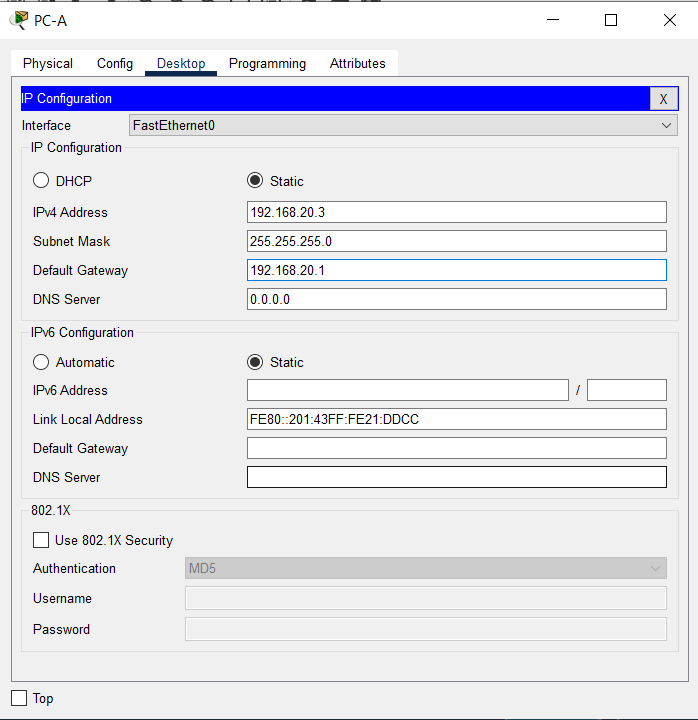 PC-A
Physical Config Desktop Programming Attributes
IP Configuration X
Interface FastEthernet0
IP Configuration
DHCP Static
IPv4 Address 192.168.20.3
Subnet Mask 255.255.255.0
Default Gateway 192.168.20.1
DNS Server 0.0.0.0
IPv6 Configuration
Automatic Static
IPv6 Address /
Link Local Address FE80::201:43FF:FE21:DDCC
Default Gateway
DNS Server
802.1X
Use 802.1X Security
Authentication MD5
Username
Password
Top